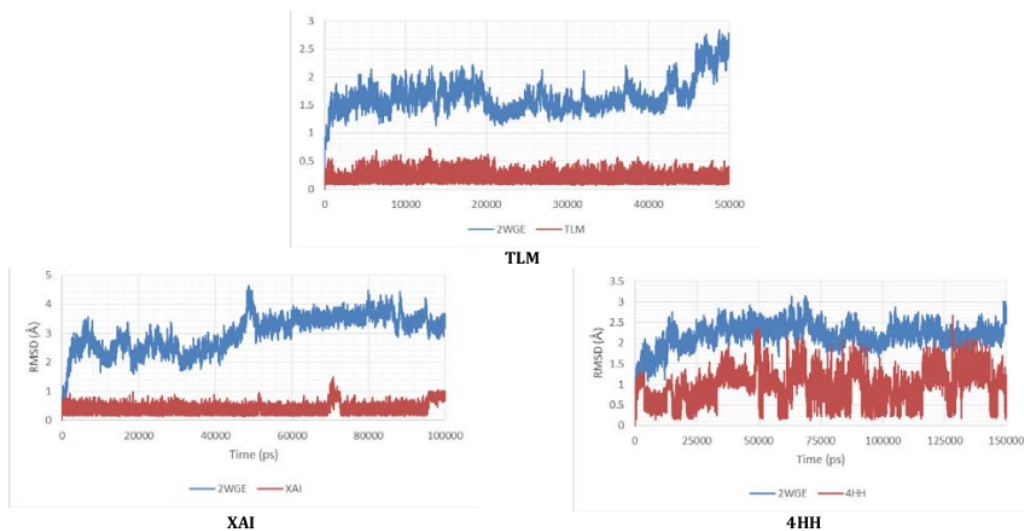 3
2.5
2
1.5
1
0.5
0
0 10000 20000 30000 40000 50000
2WGE TLM
TLM
5
4
3
2
1
0
RMSD (Å)
0 20000 40000 60000 80000 100000
Time (ps)
2WGE XAI
XAI
3.5
3
2.5
2
1.5
1
0.5
0
RMSD (Å)
0 25000 50000 75000 100000 125000 150000
Time (ps)
2WGE 4HH
4HH